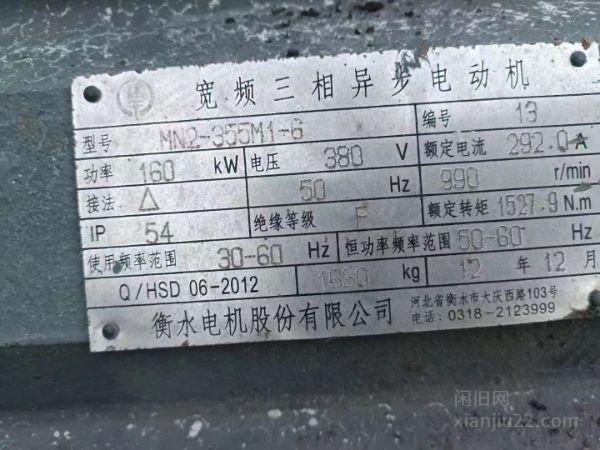 宽频三相异步电动机
型号 MN2-355M1-6 编号 13
功率 160 kW 电压 380 V 额定电流 292.0A
接法 △ 50 Hz 990 r/min
IP 54 绝缘等级 F 额定转矩 1527.9 N.m
使用频率范围 30-60 Hz 恒功率频率范围 50-60 Hz
Q/HSD 06-2012 kg 12 年 12 月
衡水电机股份有限公司
河北省衡水市大庆西路103号
电话: 0318-2123999
闲旧网
xianjiu22.com